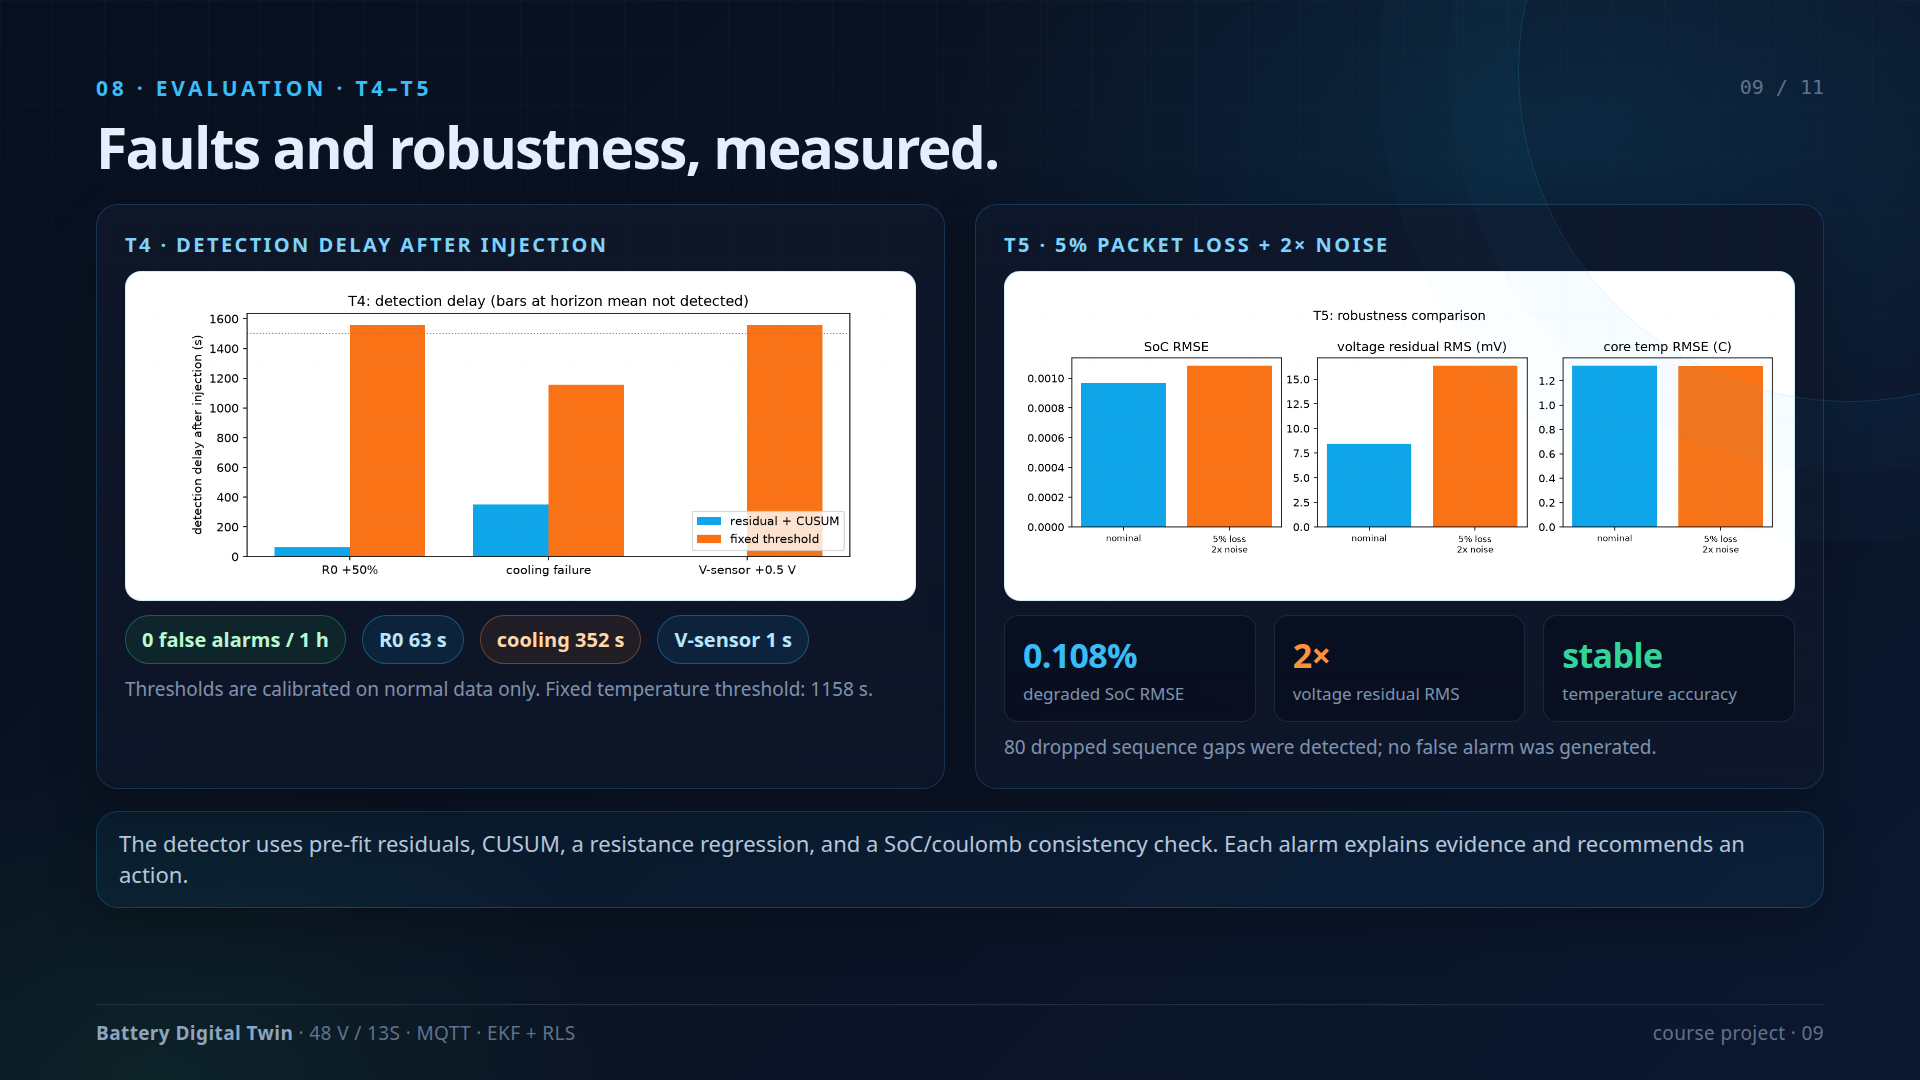 08 · EVALUATION · T4–T5
09 / 11
Faults and robustness, measured.
T4 · DETECTION DELAY AFTER INJECTION
T4: detection delay (bars at horizon mean not detected)
detection delay after injection (s)
1600
1400
1200
1000
800
600
400
200
0
R0 +50%
cooling failure
V-sensor +0.5 V
residual + CUSUM
fixed threshold
0 false alarms / 1 h
R0 63 s
cooling 352 s
V-sensor 1 s
Thresholds are calibrated on normal data only. Fixed temperature threshold: 1158 s.
T5 · 5% PACKET LOSS + 2× NOISE
T5: robustness comparison
SoC RMSE
0.0010
0.0008
0.0006
0.0004
0.0002
0.0000
nominal
5% loss
2x noise
voltage residual RMS (mV)
15.0
12.5
10.0
7.5
5.0
2.5
0.0
nominal
5% loss
2x noise
core temp RMSE (C)
1.2
1.0
0.8
0.6
0.4
0.2
0.0
nominal
5% loss
2x noise
0.108%
degraded SoC RMSE
2×
voltage residual RMS
stable
temperature accuracy
80 dropped sequence gaps were detected; no false alarm was generated.
The detector uses pre-fit residuals, CUSUM, a resistance regression, and a SoC/coulomb consistency check. Each alarm explains evidence and recommends an
action.
Battery Digital Twin · 48 V / 13S · MQTT · EKF + RLS
course project · 09